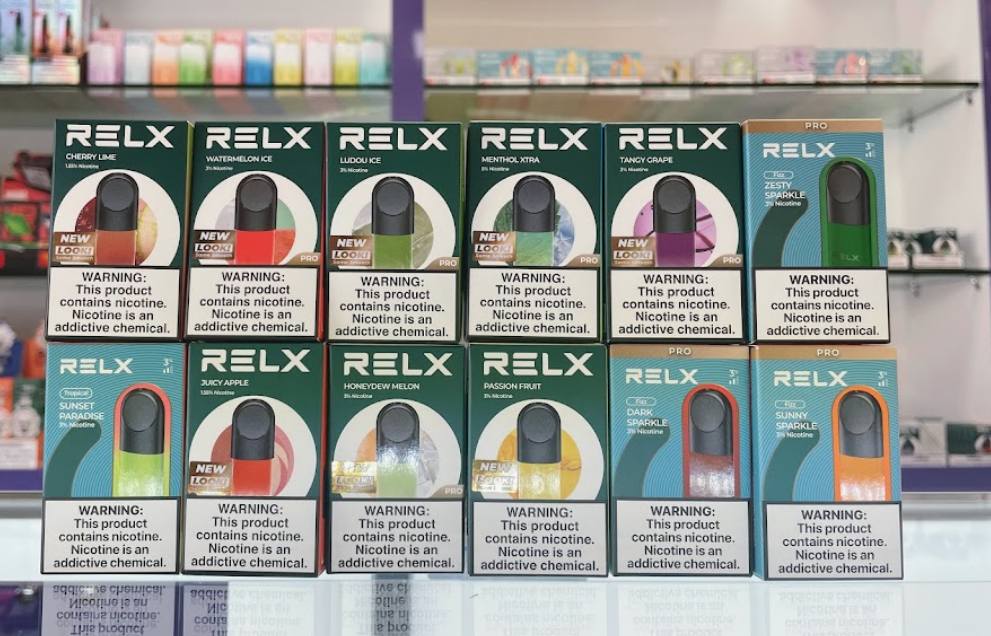 RELX
CHERRY LIME
NEW
LOOK!
WARNING:
This product
contains nicotine.
Nicotine is an
addictive chemical.
RELX
WATERMELON ICE
3% Nicotine
NEW
LOOK!
PRO
WARNING:
This product
contains nicotine.
Nicotine is an
addictive chemical.
RELX
LUDOU ICE
3% Nicotine
NEW
LOOK!
PRO
WARNING:
This product
contains nicotine.
Nicotine is an
addictive chemical.
RELX
MENTHOL XTRA
NEW
LOOK!
PRO
WARNING:
This product
contains nicotine.
Nicotine is an
addictive chemical.
RELX
TANGY GRAPE
3% Nicotine
NEW
LOOK!
PRO
WARNING:
This product
contains nicotine.
Nicotine is an
addictive chemical.
PRO
RELX
Fizz
ZESTY
SPARKLE
3% Nicotine
WARNING:
This product
contains nicotine.
Nicotine is an
addictive chemical.
RELX
Tropical
SUNSET
PARADISE
3% Nicotine
WARNING:
This product
contains nicotine.
Nicotine is an
addictive chemical.
RELX
JUICY APPLE
NEW
LOOK!
WARNING:
This product
contains nicotine.
Nicotine is an
addictive chemical.
RELX
HONEYDEW MELON
3% Nicotine
NEW
LOOK!
PRO
WARNING:
This product
contains nicotine.
Nicotine is an
addictive chemical.
RELX
PASSION FRUIT
3% Nicotine
NEW
LOOK!
WARNING:
This product
contains nicotine.
Nicotine is an
addictive chemical.
PRO
RELX
Fizz
DARK
SPARKLE
3% Nicotine
WARNING:
This product
contains nicotine.
Nicotine is an
addictive chemical.
PRO
RELX
Fizz
SUNNY
SPARKLE
3% Nicotine
WARNING:
This product
contains nicotine.
Nicotine is an
addictive chemical.